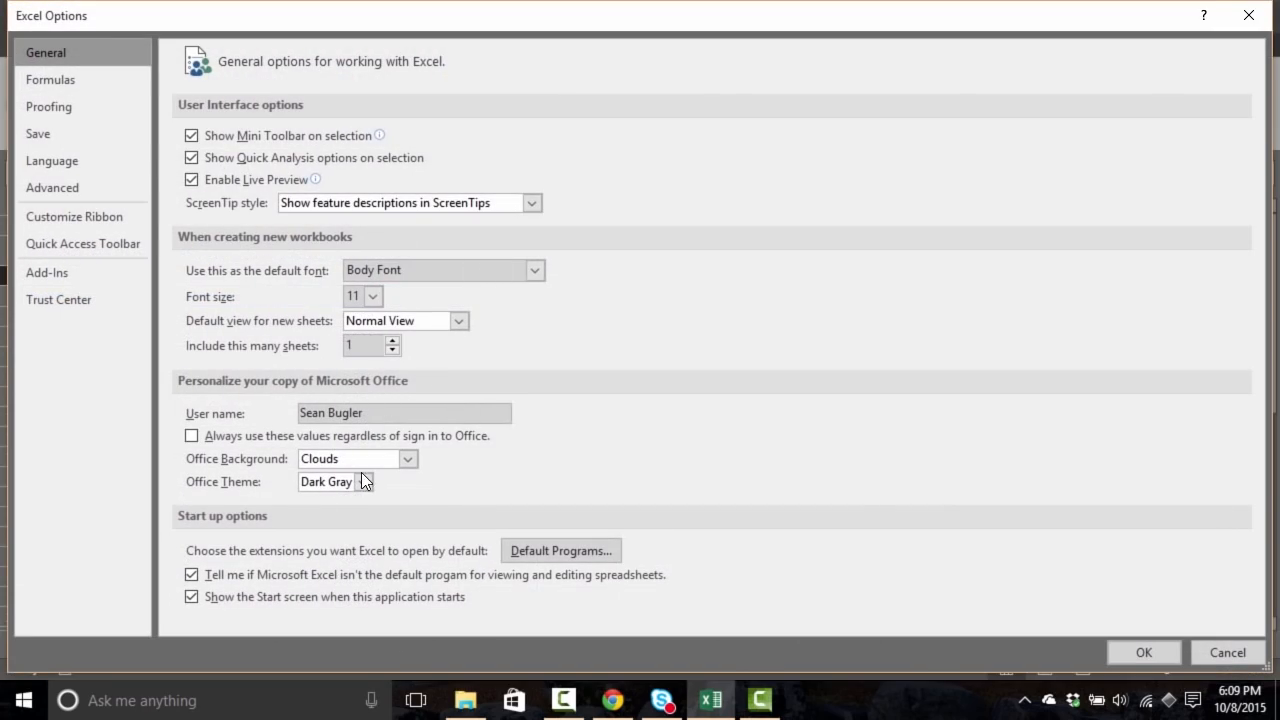 Excel Options
?
General
Formulas
Proofing
Save
Language
Advanced
Customize Ribbon
Quick Access Toolbar
Add-Ins
Trust Center
General options for working with Excel.
User Interface options
Show Mini Toolbar on selection
Show Quick Analysis options on selection
Enable Live Preview
ScreenTip style: Show feature descriptions in ScreenTips
When creating new workbooks
Use this as the default font: Body Font
Font size: 11
Default view for new sheets: Normal View
Include this many sheets: 1
Personalize your copy of Microsoft Office
User name: Sean Bugler
Always use these values regardless of sign in to Office.
Office Background: Clouds
Office Theme: Dark Gray
Start up options
Choose the extensions you want Excel to open by default: Default Programs...
Tell me if Microsoft Excel isn't the default progam for viewing and editing spreadsheets.
Show the Start screen when this application starts
OK Cancel
Ask me anything
6:09 PM
10/8/2015